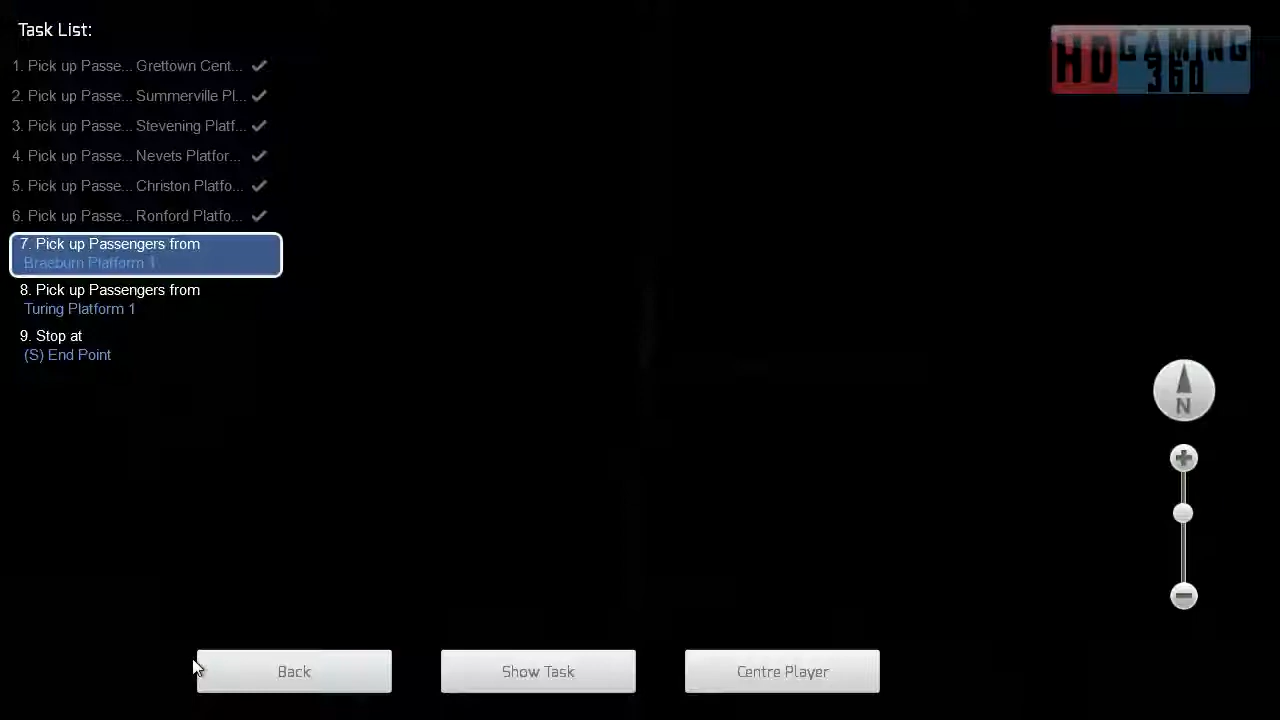 Task List:
1. Pick up Passe... Grettown Cent...
2. Pick up Passe... Summerville Pl...
3. Pick up Passe... Stevening Platf...
4. Pick up Passe... Nevets Platfor...
5. Pick up Passe... Christon Platfo...
6. Pick up Passe... Ronford Platfo...
7. Pick up Passengers from
Braeburn Platform 1
8. Pick up Passengers from
Turing Platform 1
9. Stop at
(S) End Point
HD GAMING
360
N
Back
Show Task
Centre Player